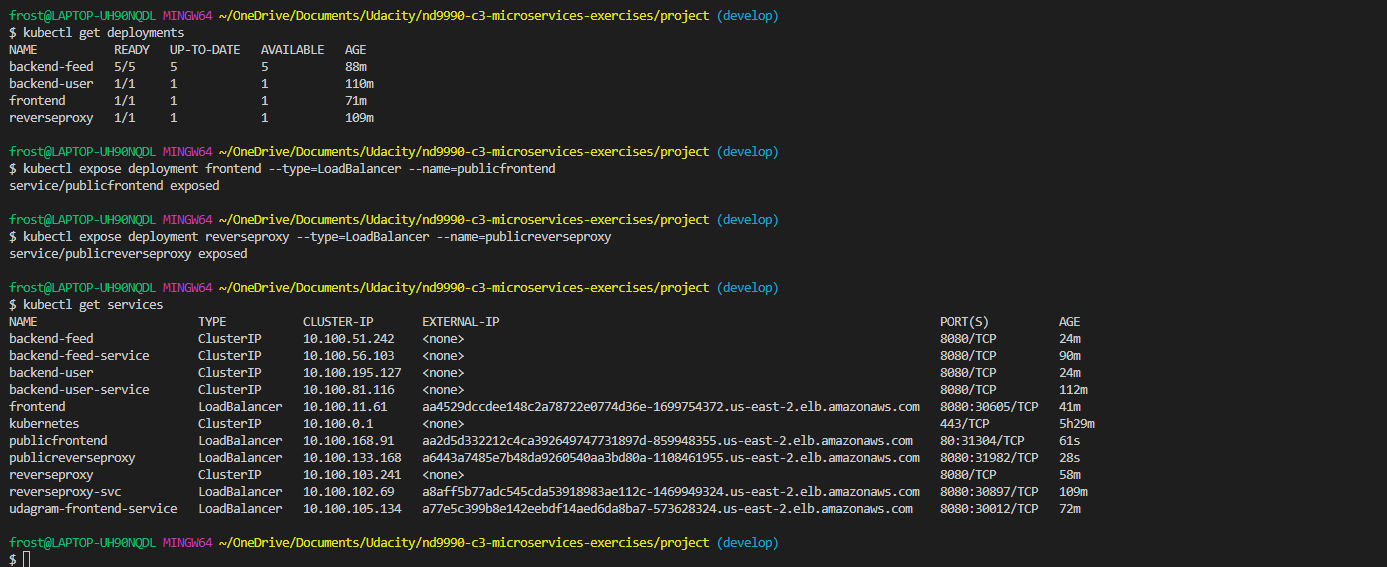 frost@LAPTOP-UH90NQDL MINGW64 ~/OneDrive/Documents/Udacity/nd9990-c3-microservices-exercises/project (develop)
$ kubectl get deployments
NAME           READY   UP-TO-DATE   AVAILABLE   AGE
backend-feed   5/5     5            5           88m
backend-user   1/1     1            1           110m
frontend       1/1     1            1           71m
reverseproxy   1/1     1            1           109m
frost@LAPTOP-UH90NQDL MINGW64 ~/OneDrive/Documents/Udacity/nd9990-c3-microservices-exercises/project (develop)
$ kubectl expose deployment frontend --type=LoadBalancer --name=publicfrontend
service/publicfrontend exposed
frost@LAPTOP-UH90NQDL MINGW64 ~/OneDrive/Documents/Udacity/nd9990-c3-microservices-exercises/project (develop)
$ kubectl expose deployment reverseproxy --type=LoadBalancer --name=publicreverseproxy
service/publicreverseproxy exposed
frost@LAPTOP-UH90NQDL MINGW64 ~/OneDrive/Documents/Udacity/nd9990-c3-microservices-exercises/project (develop)
$ kubectl get services
NAME                       TYPE           CLUSTER-IP       EXTERNAL-IP                                                               PORT(S)          AGE
backend-feed               ClusterIP      10.100.51.242    <none>                                                                    8080/TCP         24m
backend-feed-service       ClusterIP      10.100.56.103    <none>                                                                    8080/TCP         90m
backend-user               ClusterIP      10.100.195.127   <none>                                                                    8080/TCP         24m
backend-user-service       ClusterIP      10.100.81.116    <none>                                                                    8080/TCP         112m
frontend                   LoadBalancer   10.100.11.61     aa4529dccdee148c2a78722e0774d36e-1699754372.us-east-2.elb.amazonaws.com   8080:30605/TCP   41m
kubernetes                 ClusterIP      10.100.0.1       <none>                                                                    443/TCP          5h29m
publicfrontend             LoadBalancer   10.100.168.91    aa2d5d332212c4ca392649747731897d-859948355.us-east-2.elb.amazonaws.com    80:31304/TCP     61s
publicreverseproxy         LoadBalancer   10.100.133.168   a6443a7485e7b48da9260540aa3bd80a-1108461955.us-east-2.elb.amazonaws.com   8080:31982/TCP   28s
reverseproxy               ClusterIP      10.100.103.241   <none>                                                                    8080/TCP         58m
reverseproxy-svc           LoadBalancer   10.100.102.69    a8aff5b77adc545cda53918983ae112c-1469949324.us-east-2.elb.amazonaws.com   8080:30897/TCP   109m
udagram-frontend-service   LoadBalancer   10.100.105.134   a77e5c399b8e142eebdf14aed6da8ba7-573628324.us-east-2.elb.amazonaws.com    8080:30012/TCP   72m
frost@LAPTOP-UH90NQDL MINGW64 ~/OneDrive/Documents/Udacity/nd9990-c3-microservices-exercises/project (develop)
$